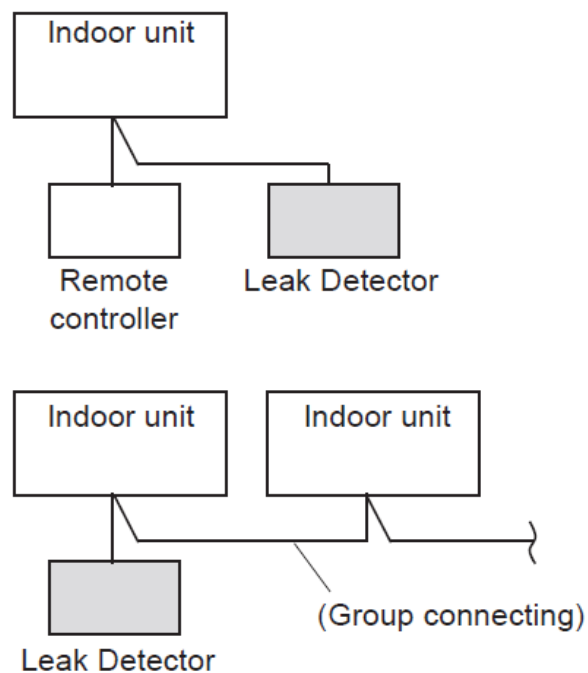 Indoor unit
Remote
controller
Leak Detector
Indoor unit
Indoor unit
(Group connecting)
Leak Detector